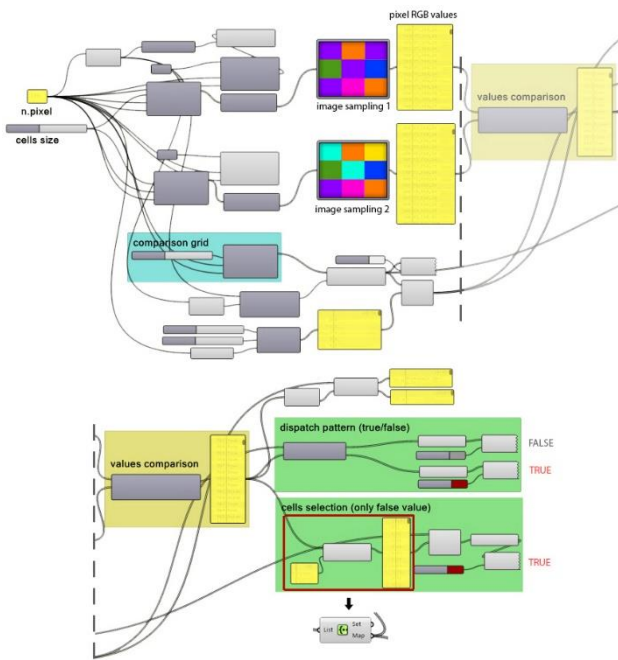 pixel RGB values
n.pixel
cells size
image sampling 1
values comparison
image sampling 2
comparison grid
dispatch pattern (true/false)
values comparison
FALSE
TRUE
cells selection (only false value)
TRUE
List
Set
Map